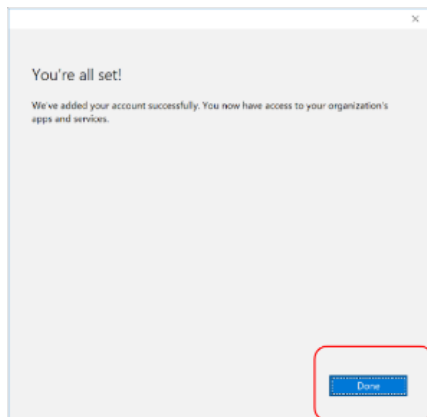 You're all set!
We've added your account successfully. You now have access to your organization's
apps and services.
Done